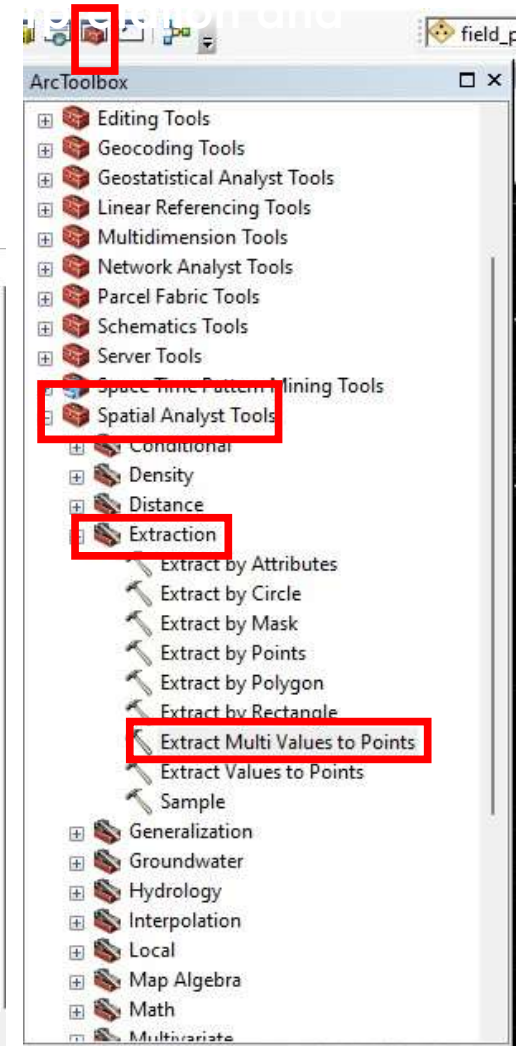 rpretation and
field_p
ArcToolbox
Editing Tools
Geocoding Tools
Geostatistical Analyst Tools
Linear Referencing Tools
Multidimension Tools
Network Analyst Tools
Parcel Fabric Tools
Schematics Tools
Server Tools
Space Time Pattern Mining Tools
Spatial Analyst Tools
Conditional
Density
Distance
Extraction
Extract by Attributes
Extract by Circle
Extract by Mask
Extract by Points
Extract by Polygon
Extract by Rectangle
Extract Multi Values to Points
Extract Values to Points
Sample
Generalization
Groundwater
Hydrology
Interpolation
Local
Map Algebra
Math
Multivariate